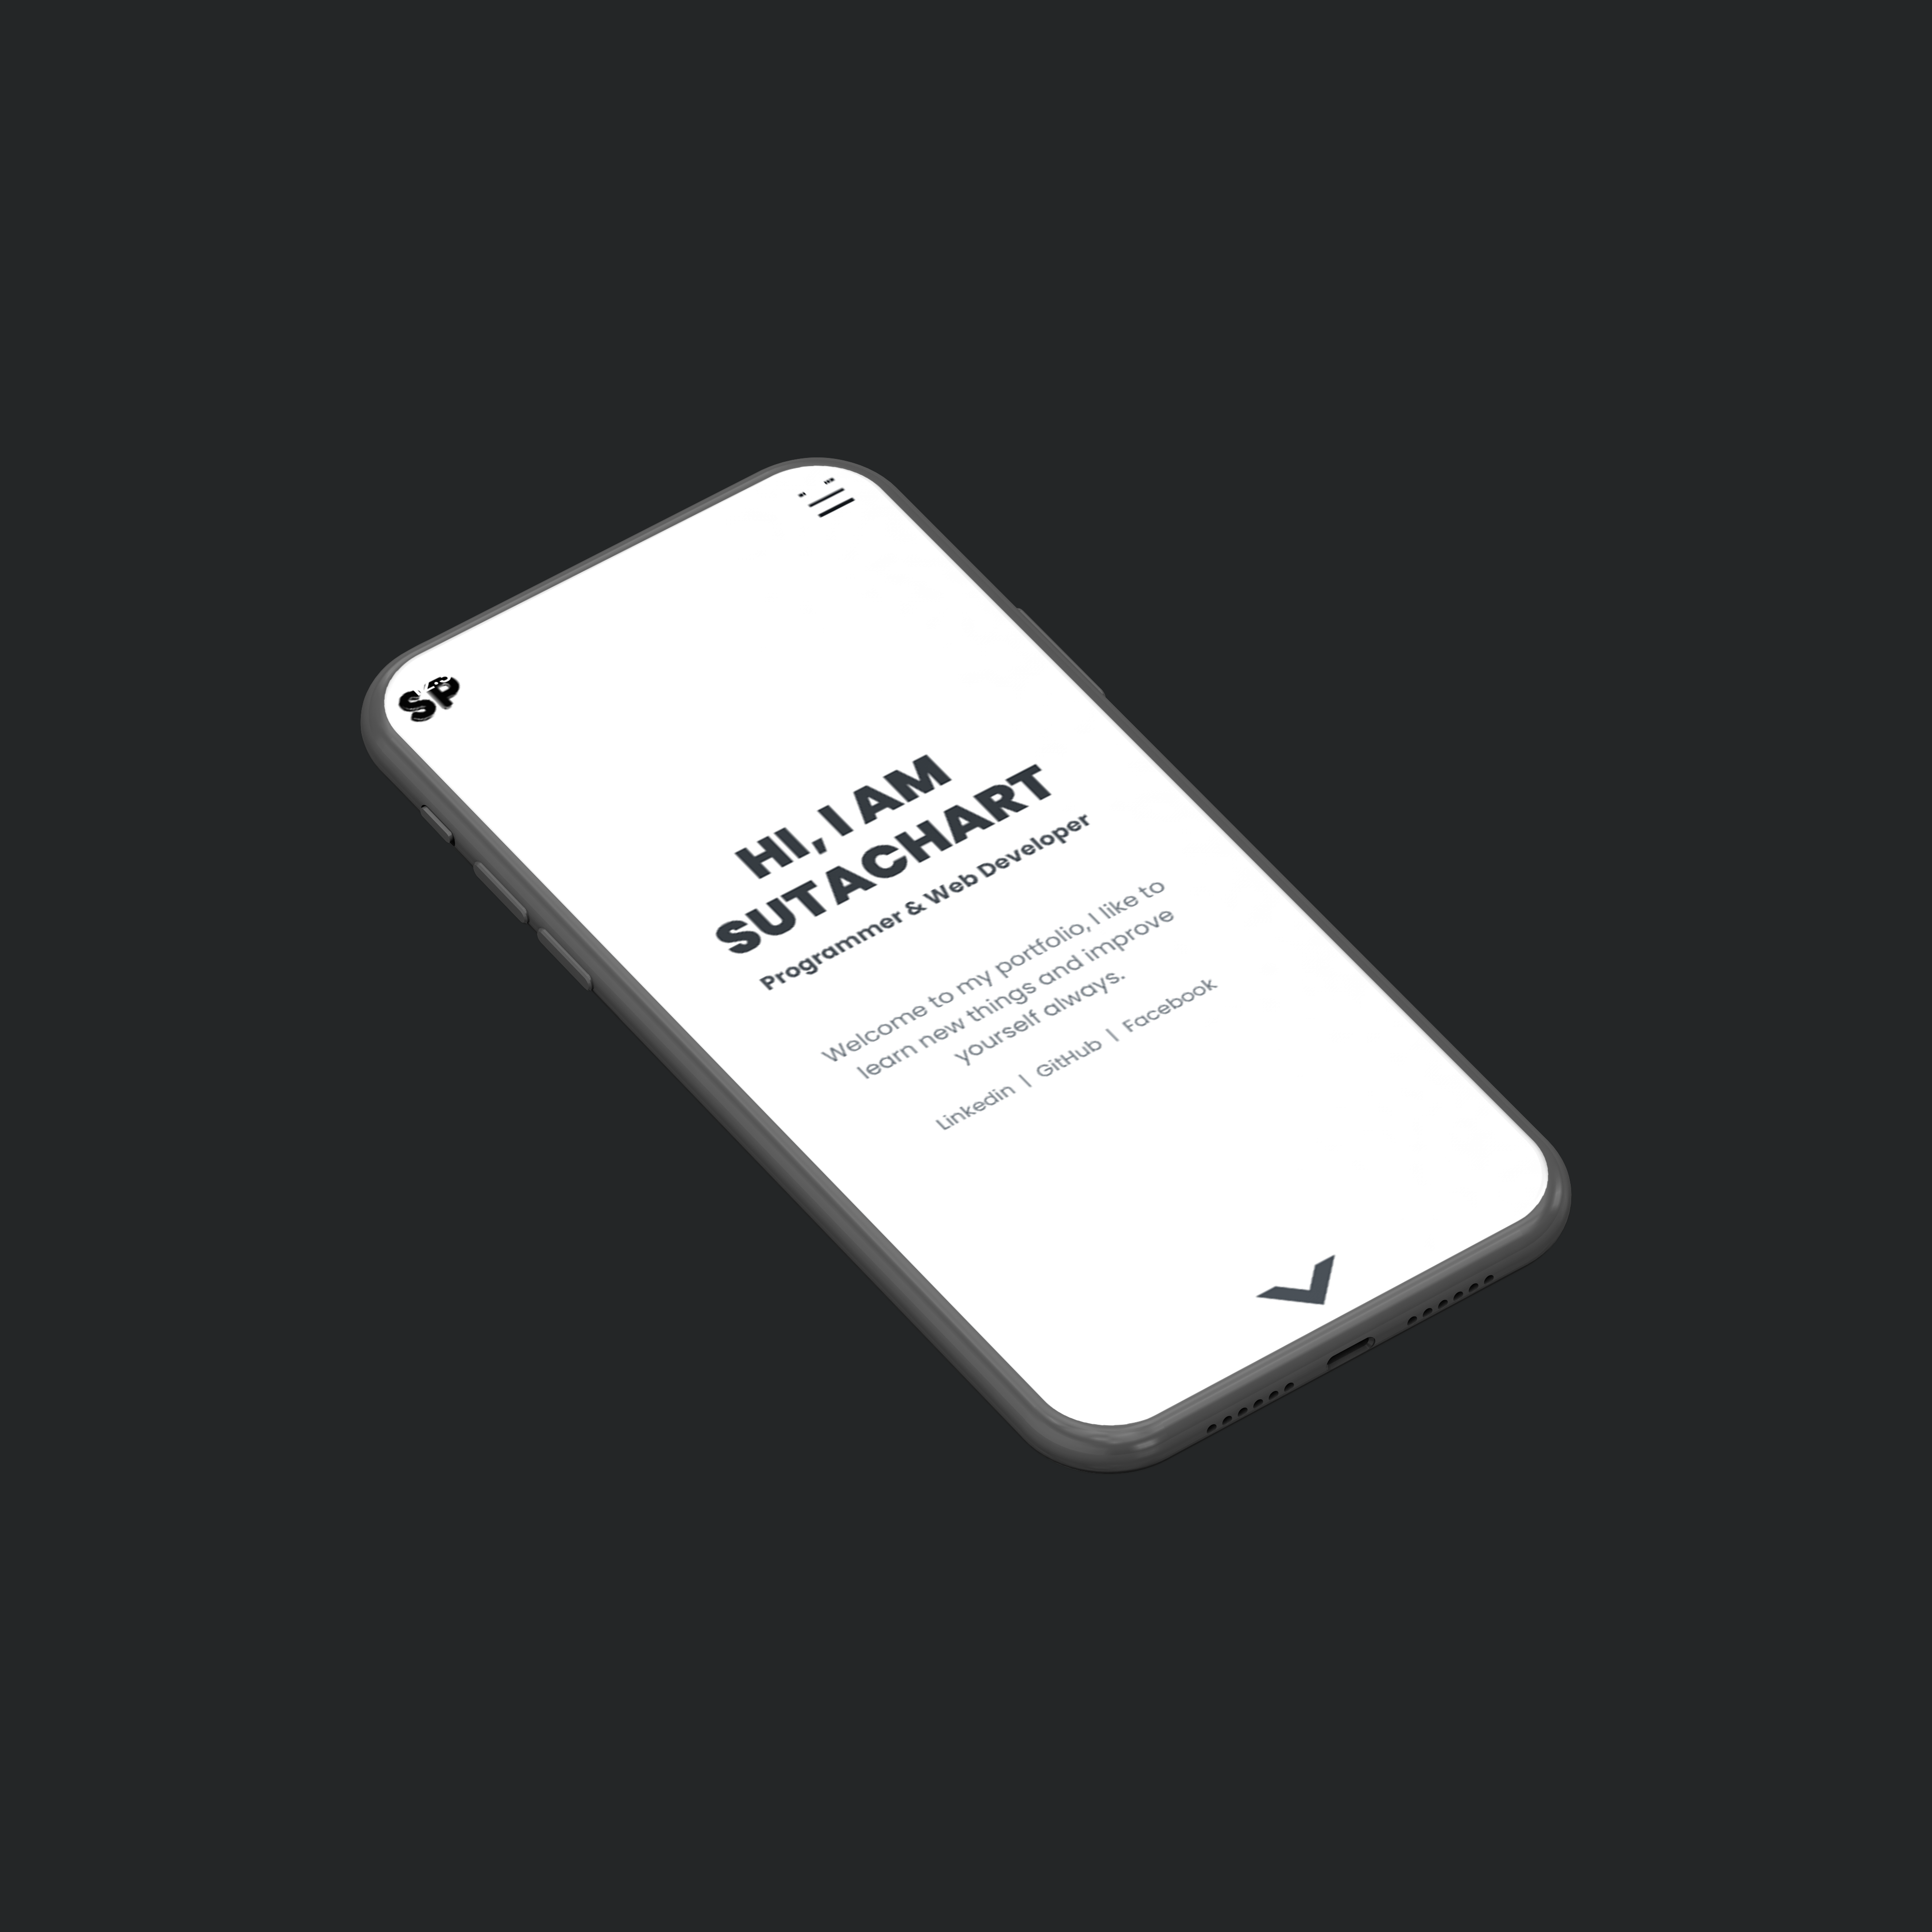 SP
HI, I AM
SUTACHART
Programmer & Web Developer
Welcome to my portfolio, I like to
learn new things and improve
yourself always.
Linkedin | GitHub | Facebook